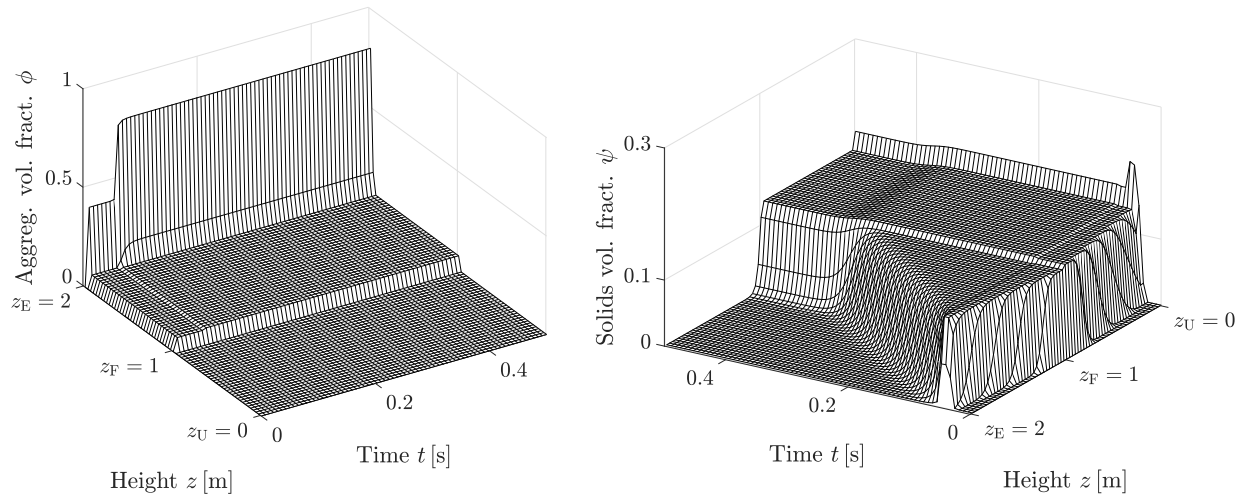 Aggreg. vol. fract. ϕ
1
0.5
0
z_E = 2
z_F = 1
z_U = 0
0
0.2
0.4
Time t [s]
Height z [m]
Solids vol. fract. ψ
0.3
0.1
0
0.4
0.2
0
z_E = 2
z_F = 1
z_U = 0
Time t [s]
Height z [m]